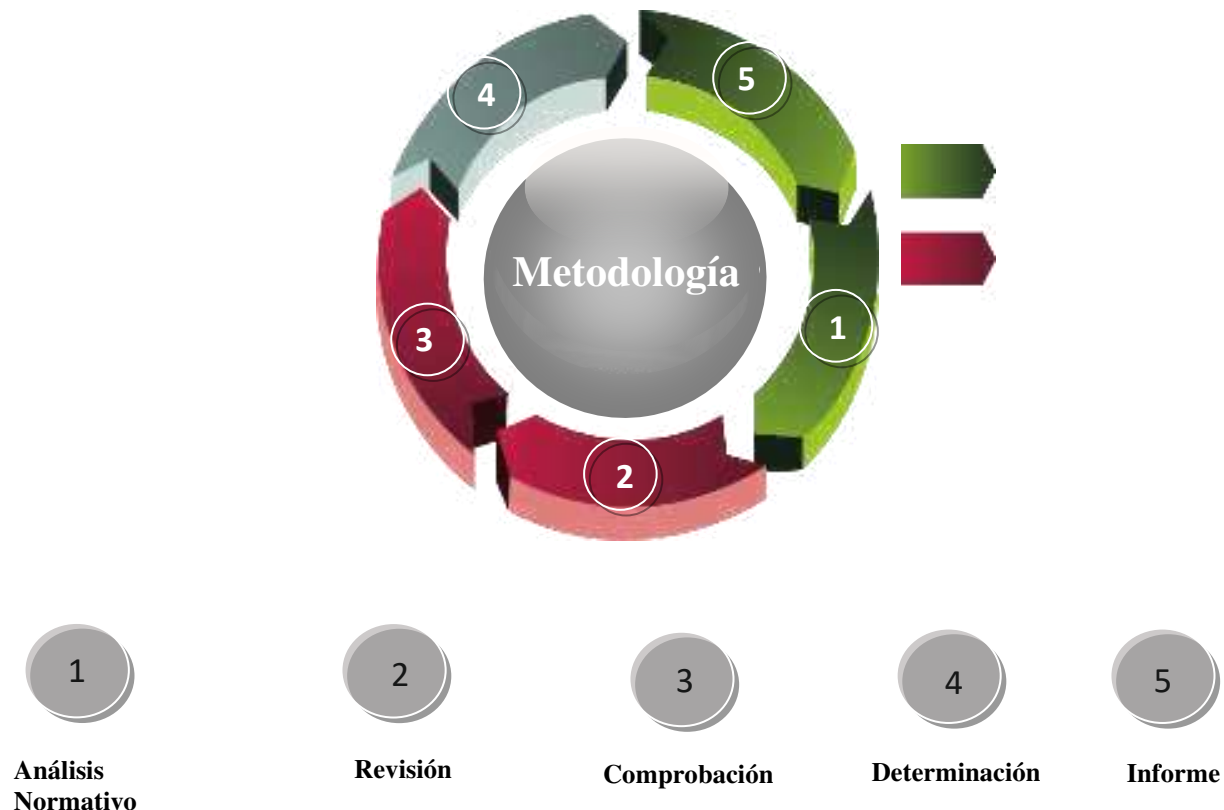 4
5
Metodología
3
1
2
1
2
3
4
5
Análisis
Normativo
Revisión
Comprobación
Determinación
Informe